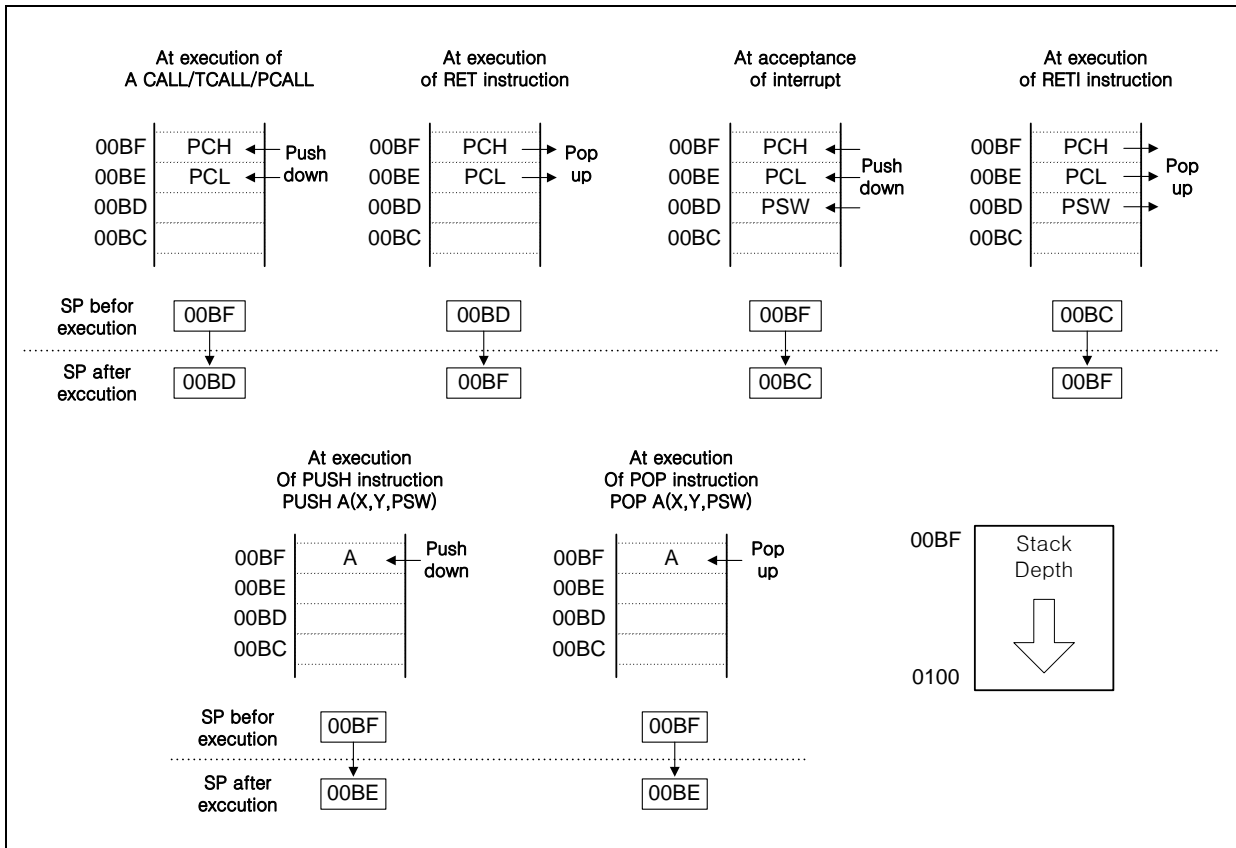 At execution of
A CALL/TCALL/PCALL
00BF PCH Push
00BE PCL down
00BD
00BC
At execution
of RET instruction
00BF PCH Pop
00BE PCL up
00BD
00BC
At acceptance
of interrupt
00BF PCH
00BE PCL Push
down
00BD PSW
00BC
At execution
of RETI instruction
00BF PCH
00BE PCL Pop
up
00BD PSW
00BC
SP befor
execution
00BF
00BD
00BF
00BC
SP after
exccution
00BD
00BF
00BC
00BF
At execution
Of PUSH instruction
PUSH A(X,Y,PSW)
00BF A Push
down
00BE
00BD
00BC
At execution
Of POP instruction
POP A(X,Y,PSW)
00BF A Pop
up
00BE
00BD
00BC
00BF Stack
Depth
0100
SP befor
execution
00BF
00BF
SP after
exccution
00BE
00BE